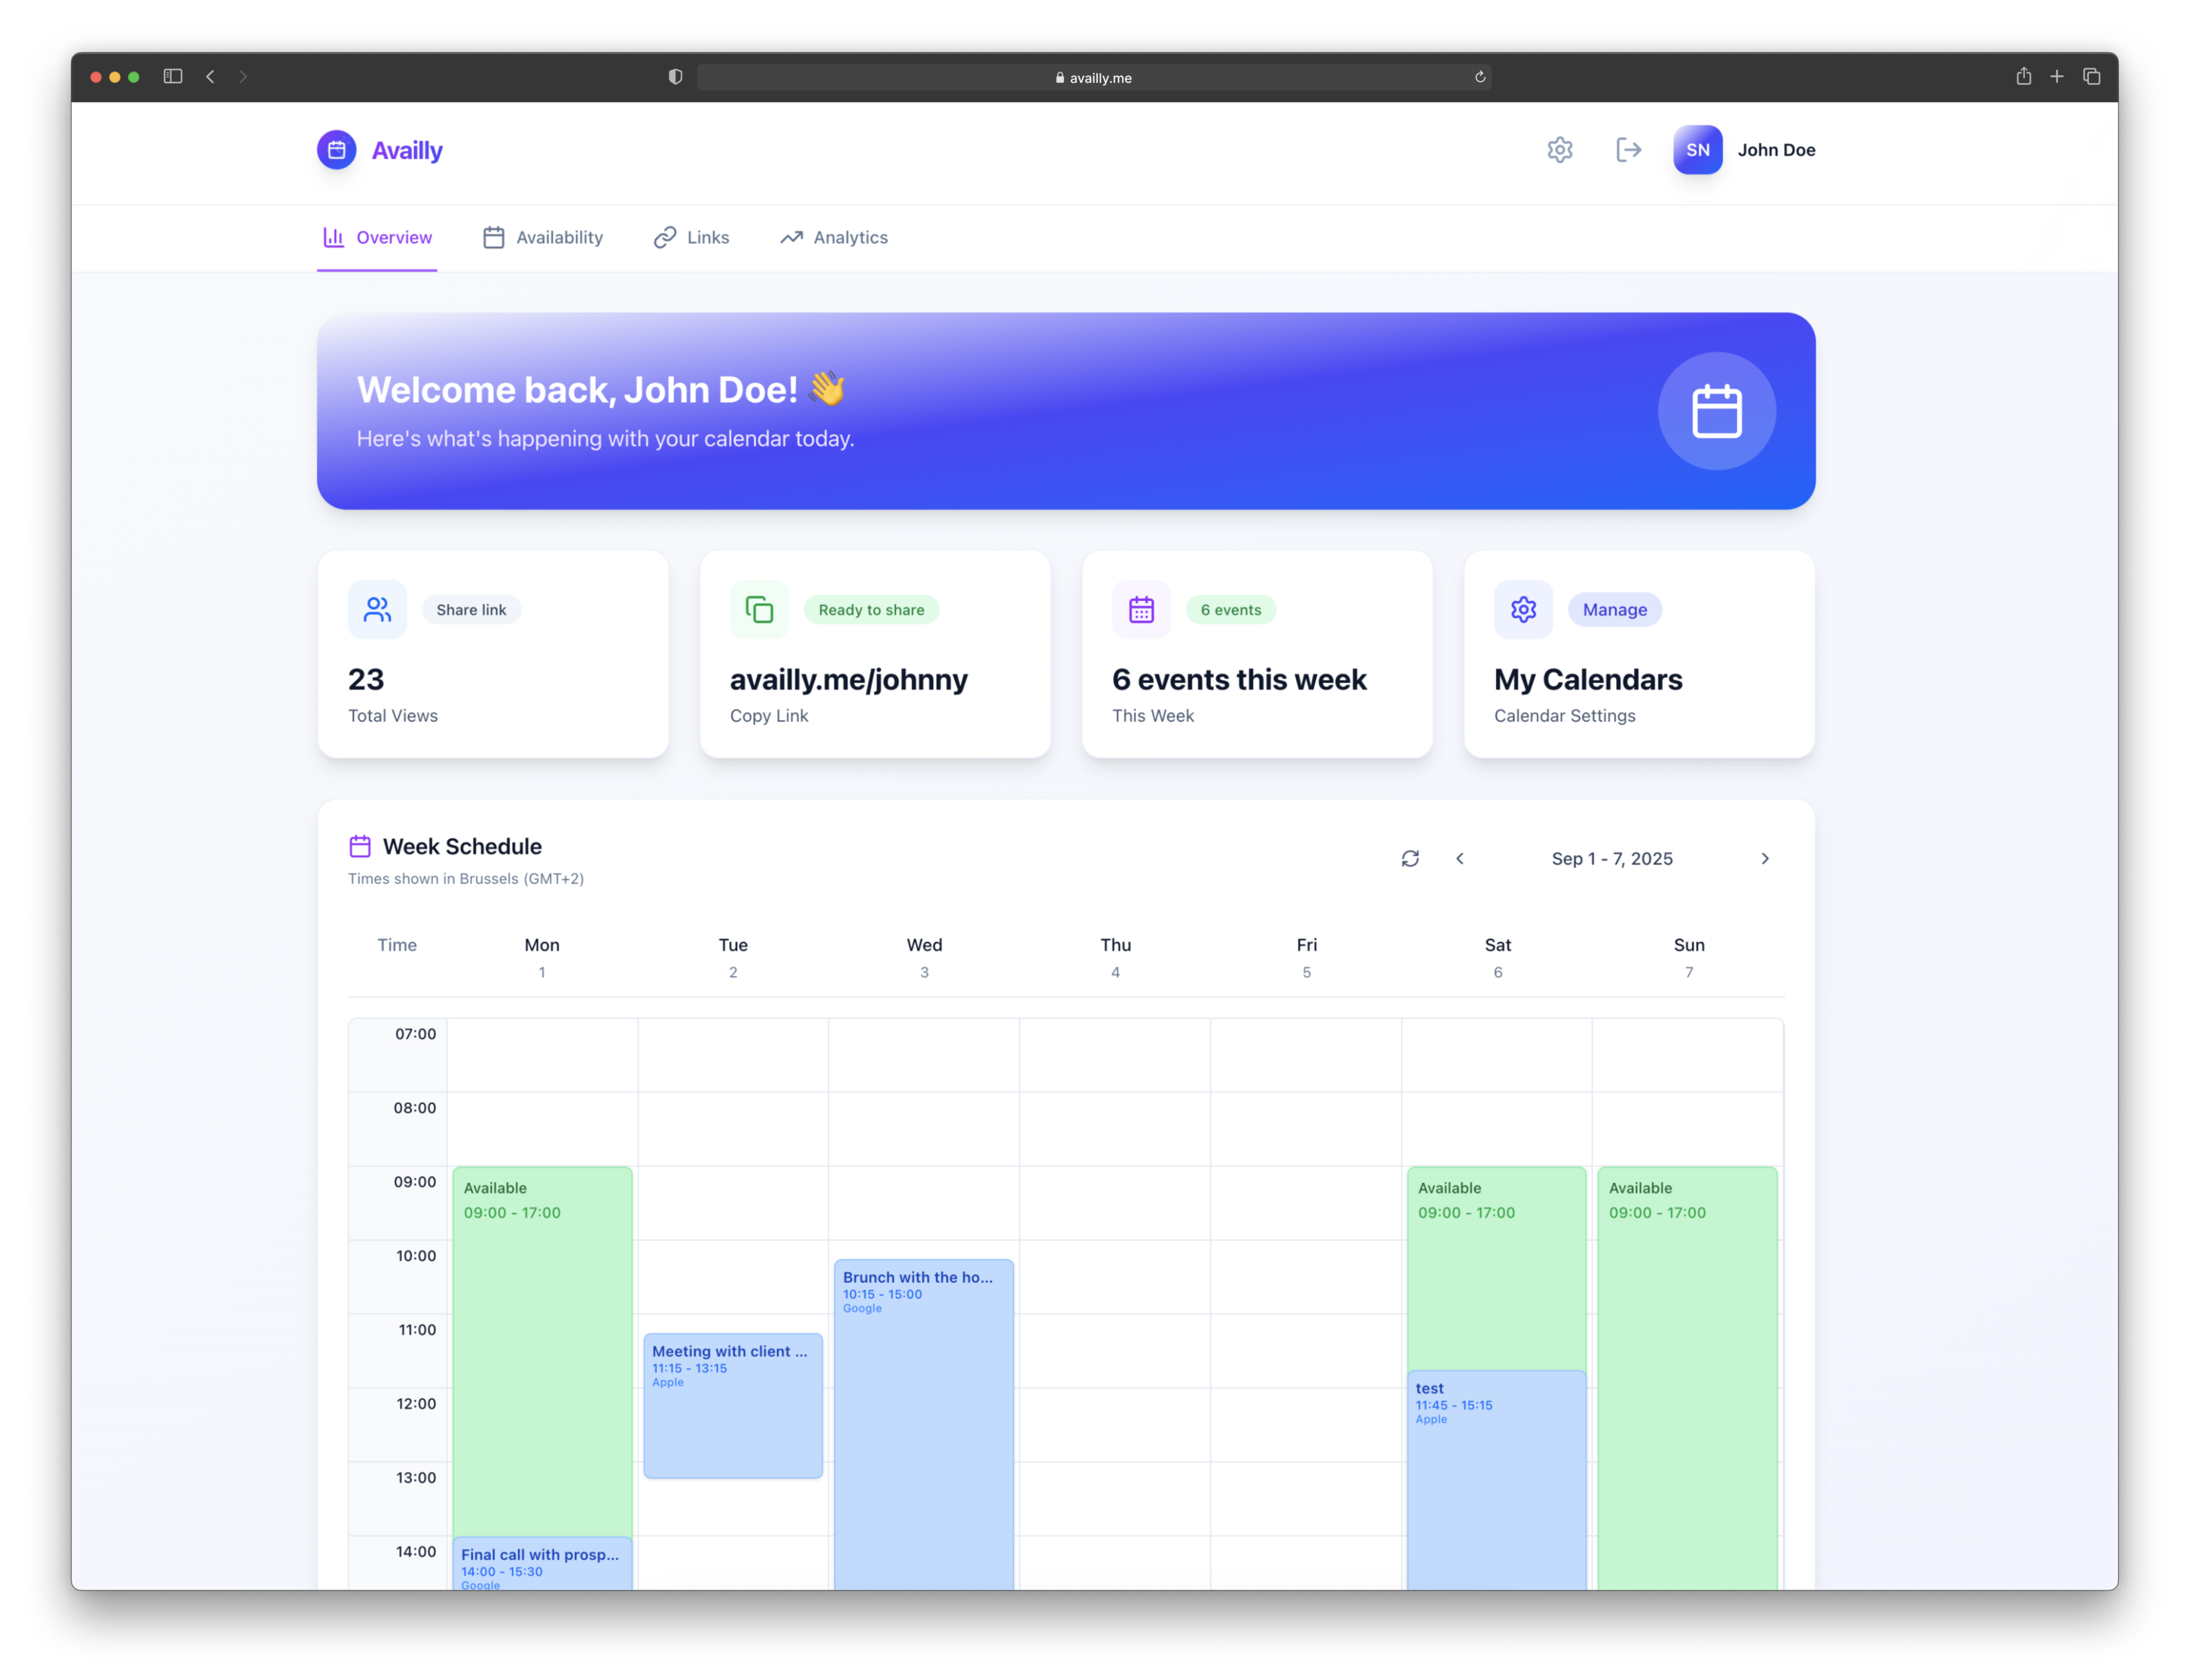 availly.me
Availly
SN
John Doe
Overview
Availability
Links
Analytics
Welcome back, John Doe! 👋
Here's what's happening with your calendar today.
Share link
23
Total Views
Ready to share
availly.me/johnny
Copy Link
6 events
6 events this week
This Week
Manage
My Calendars
Calendar Settings
Week Schedule
Times shown in Brussels (GMT+2)
Sep 1 - 7, 2025
Time
Mon
1
Tue
2
Wed
3
Thu
4
Fri
5
Sat
6
Sun
7
07:00
08:00
09:00
10:00
11:00
12:00
13:00
14:00
Available
09:00 - 17:00
Final call with prosp...
14:00 - 15:30
Google
Meeting with client ...
11:15 - 13:15
Apple
Brunch with the ho...
10:15 - 15:00
Google
Available
09:00 - 17:00
test
11:45 - 15:15
Apple
Available
09:00 - 17:00